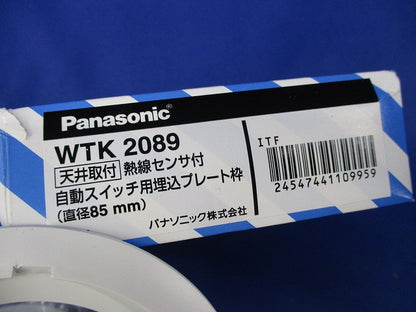 Panasonic®
WTK 2089
天井取付 熱線センサ付
自動スイッチ用埋込プレート枠
(直径85 mm)
パナソニック株式会社
ITF
24547441109959